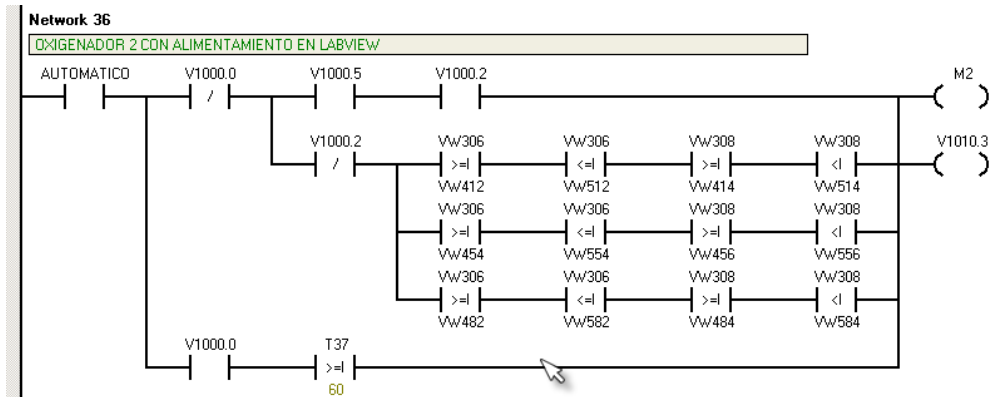 Network 36
OXIGENADOR 2 CON ALIMENTAMIENTO EN LABVIEW
AUTOMATICO V1000.0 V1000.5 V1000.2 M2
/
V1000.2 VW306 VW306 VW308 VW308 V1010.3
/ >=I <=I >=I <I
VW412 VW512 VW414 VW514
VW306 VW306 VW308 VW308
>=I <=I >=I <I
VW454 VW554 VW456 VW556
VW306 VW306 VW308 VW308
>=I <=I >=I <I
VW482 VW582 VW484 VW584
V1000.0 T37
>=I
60